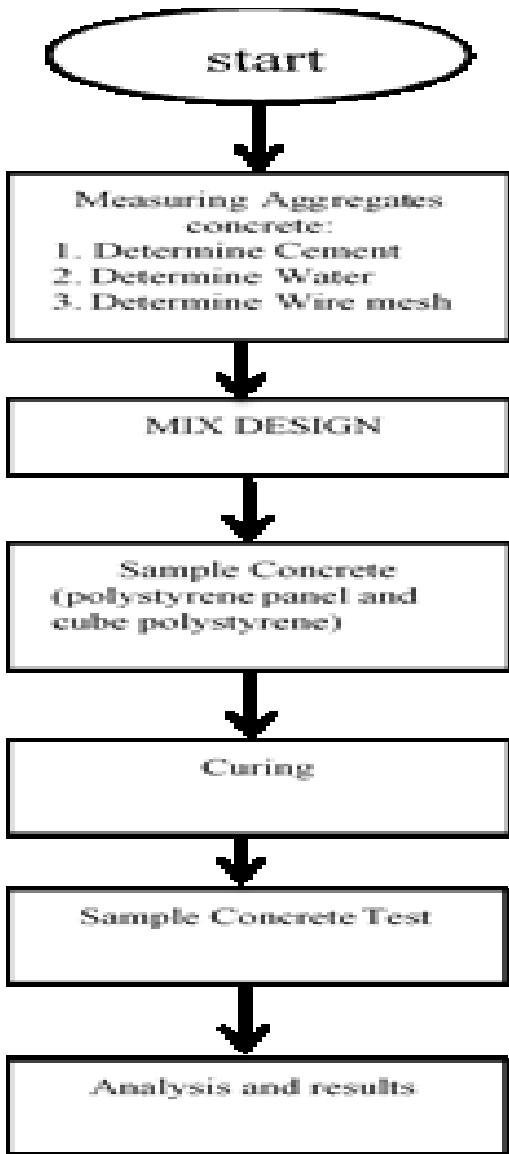 start
Measuring Aggregates
concrete:
1. Determine Cement
2. Determine Water
3. Determine Wire mesh
MIX DESIGN
Sample Concrete
(polystyrene panel and
cube polystyrene)
Curing
Sample Concrete Test
Analysis and results